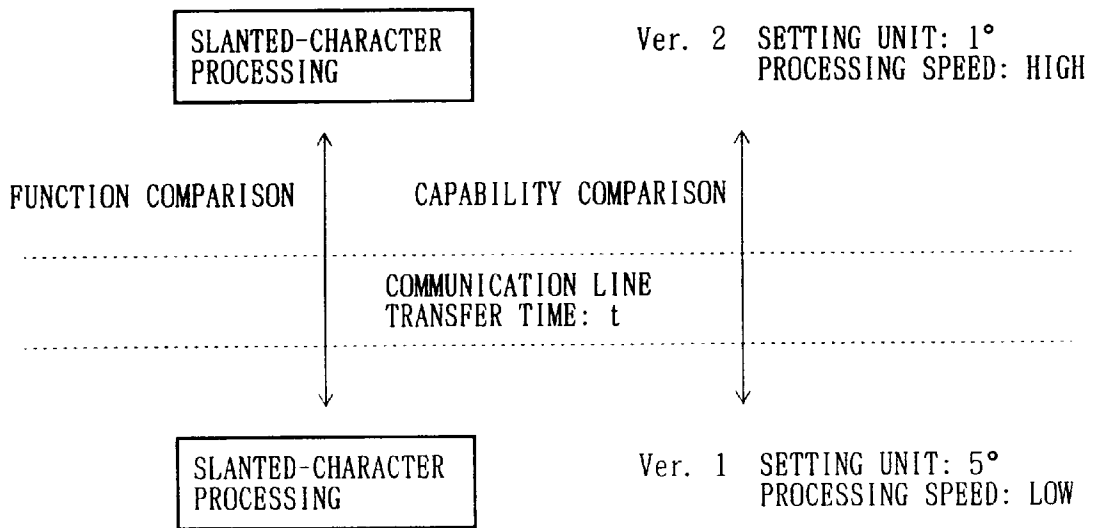 SLANTED-CHARACTER
PROCESSING
Ver. 2 SETTING UNIT: 1°
PROCESSING SPEED: HIGH
FUNCTION COMPARISON
CAPABILITY COMPARISON
COMMUNICATION LINE
TRANSFER TIME: t
SLANTED-CHARACTER
PROCESSING
Ver. 1 SETTING UNIT: 5°
PROCESSING SPEED: LOW